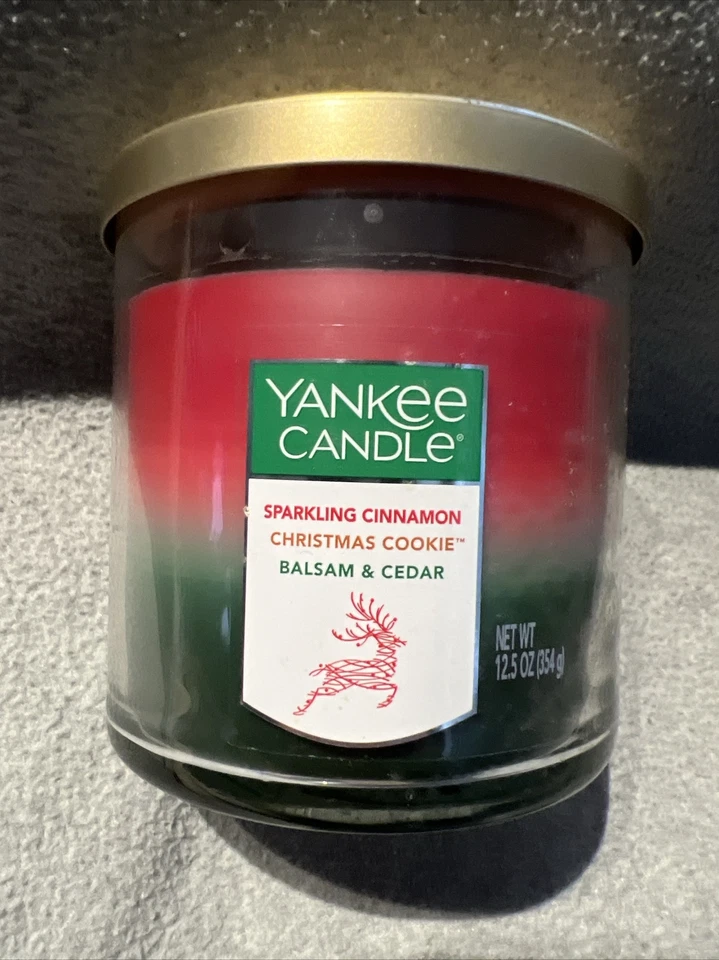 YANKEE
CANDLE®
SPARKLING CINNAMON
CHRISTMAS COOKIE™
BALSAM & CEDAR
NET WT
12.5 OZ (354 g)